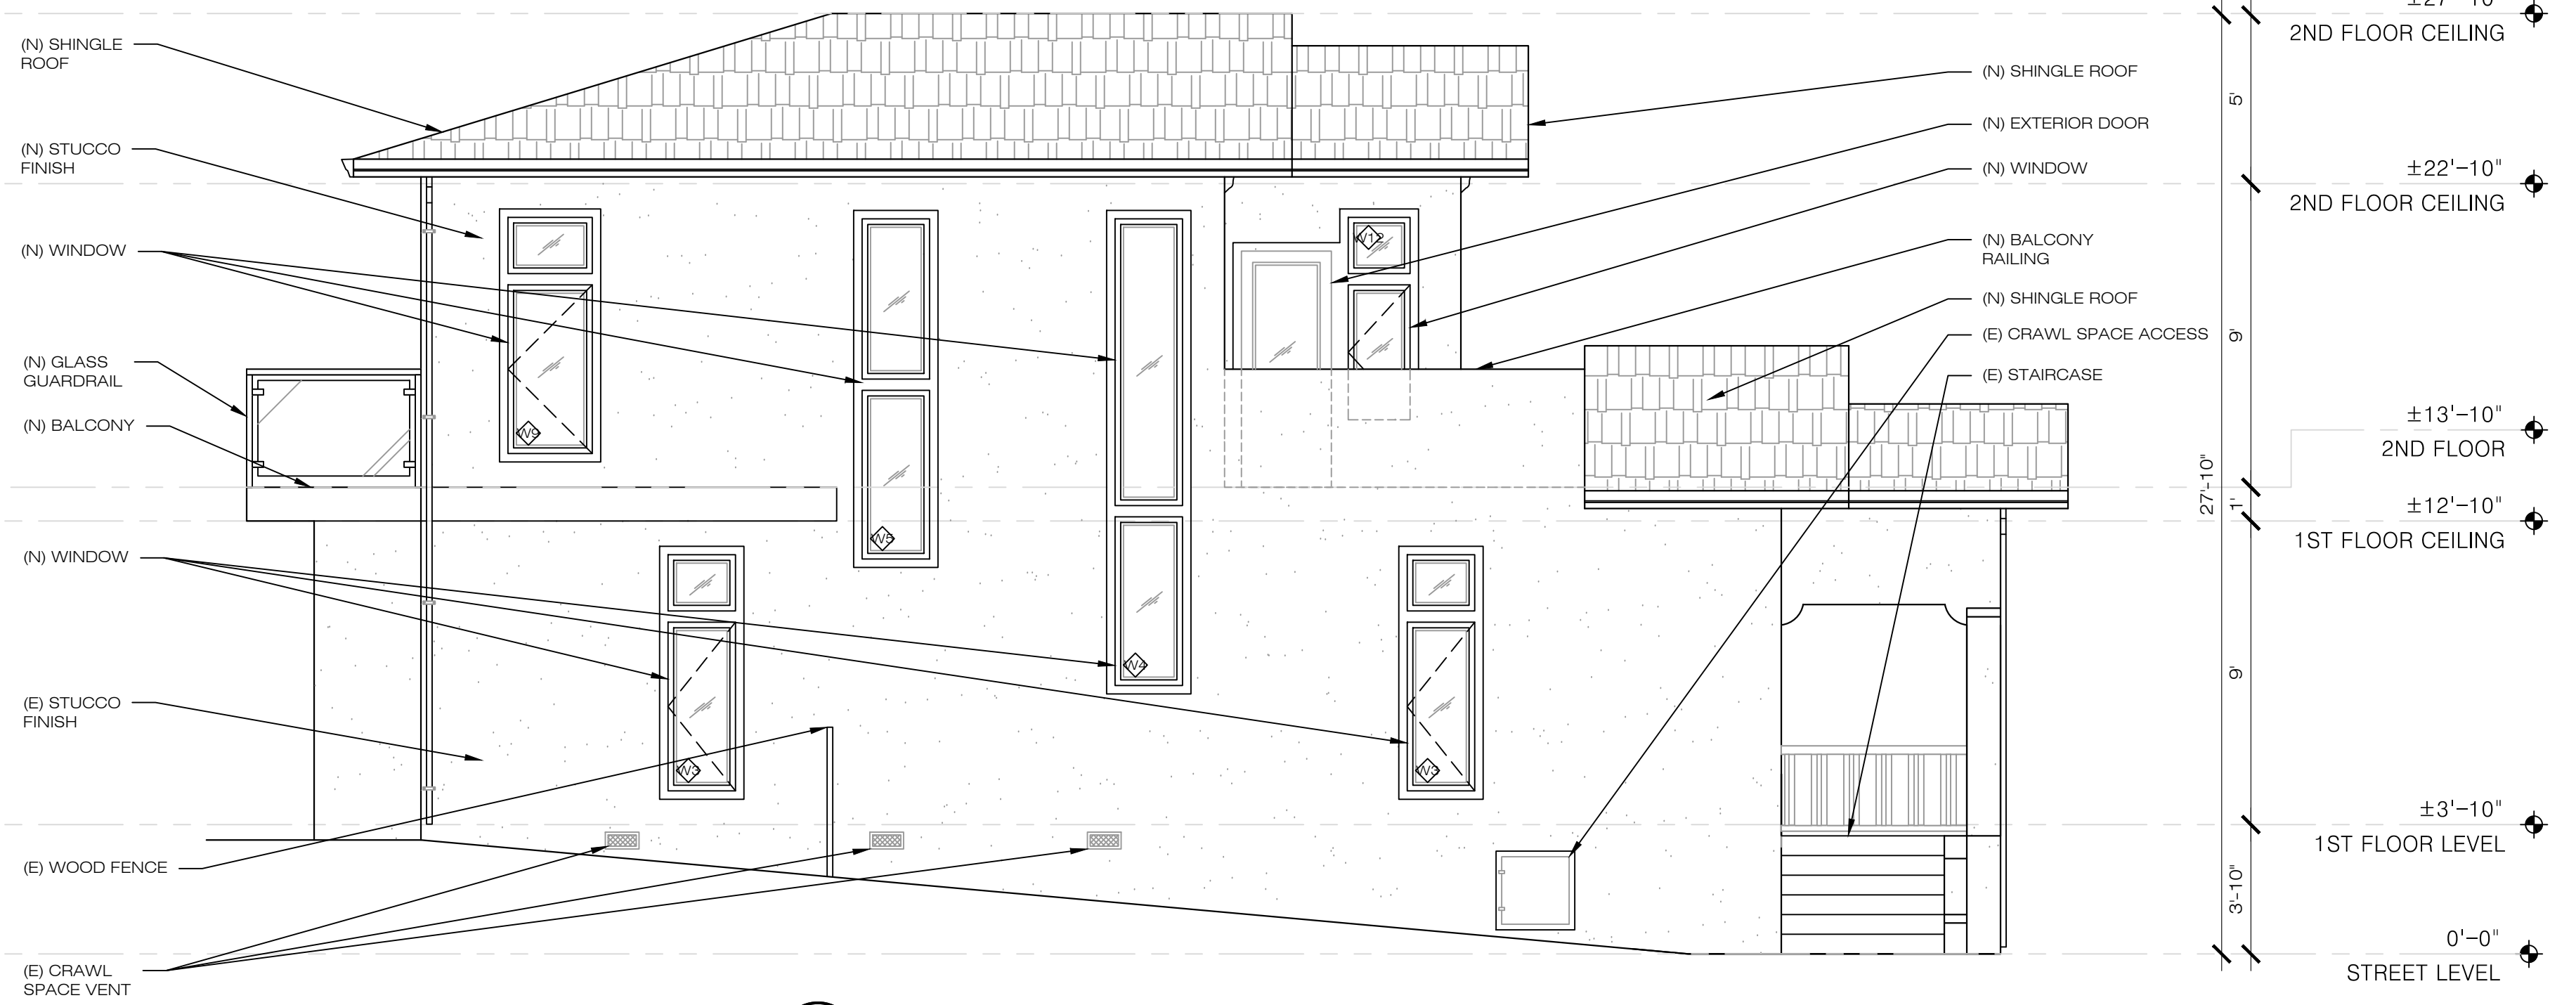 (N) SHINGLE
ROOF
(N) STUCCO
FINISH
(N) WINDOW
(N) GLASS
GUARDRAIL
(N) BALCONY
(N) WINDOW
(E) STUCCO
FINISH
(E) WOOD FENCE
(E) CRAWL
SPACE VENT
W9
W5
W4
W12
W3
W3
(N) SHINGLE ROOF
(N) EXTERIOR DOOR
(N) WINDOW
(N) BALCONY
RAILING
(N) SHINGLE ROOF
(E) CRAWL SPACE ACCESS
(E) STAIRCASE
27'-10"
5'
9'
1'
9'
3'-10"
±27'-10"
2ND FLOOR CEILING
±22'-10"
2ND FLOOR CEILING
±13'-10"
2ND FLOOR
±12'-10"
1ST FLOOR CEILING
±3'-10"
1ST FLOOR LEVEL
0'-0"
STREET LEVEL